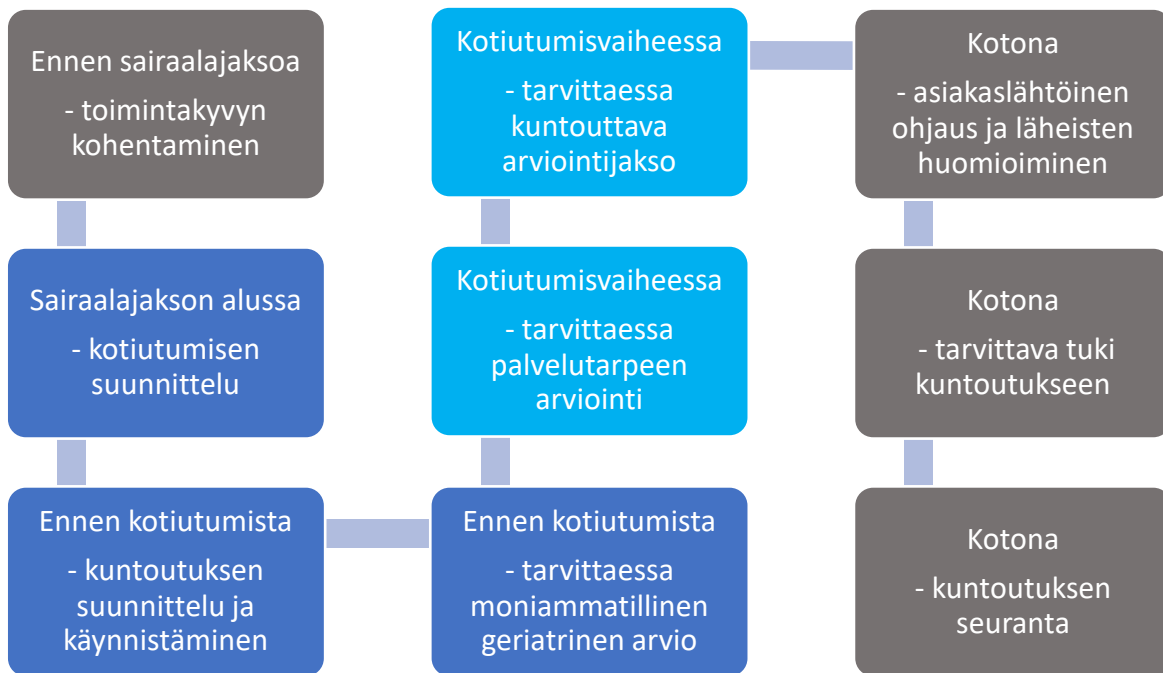 Ennen sairaalajaksoa
- toimintakyvyn
kohentaminen
Sairaalajakson alussa
- kotiutumisen
suunnittelu
Ennen kotiutumista
- kuntoutuksen
suunnittelu ja
käynnistäminen
Ennen kotiutumista
- tarvittaessa
moniammatillinen
geriatrinen arvio
Kotiutumisvaiheessa
- tarvittaessa
palvelutarpeen
arviointi
Kotiutumisvaiheessa
- tarvittaessa
kuntouttava
arviointijakso
Kotona
- asiakaslähtöinen
ohjaus ja läheisten
huomioiminen
Kotona
- tarvittava tuki
kuntoutukseen
Kotona
- kuntoutuksen
seuranta